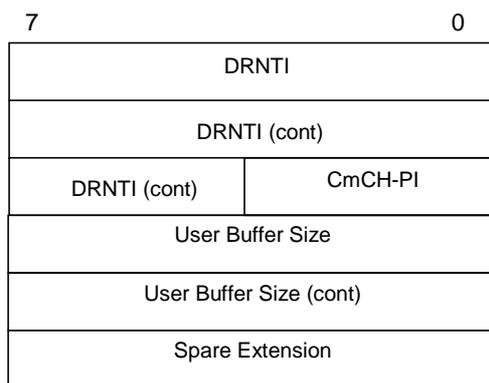 7 0
DRNTI
DRNTI (cont)
DRNTI (cont) CmCH-PI
User Buffer Size
User Buffer Size (cont)
Spare Extension